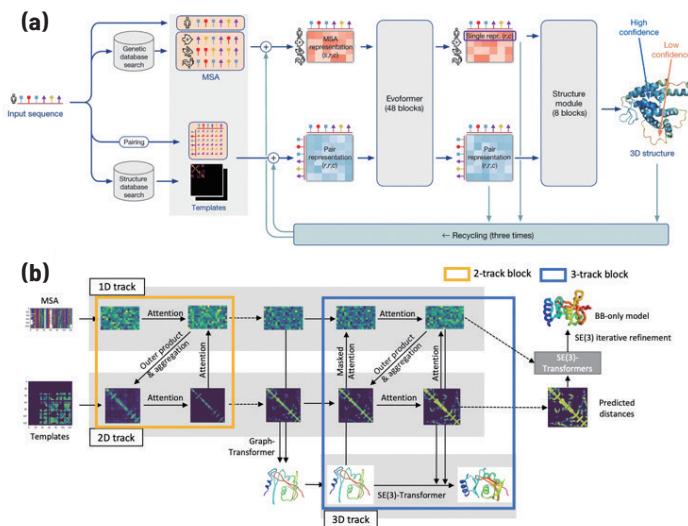 (a)
Genetic
database
search
MSA
Input sequence
Pairing
Structure
database
search
Templates
MSA
representation
(s,r,c)
Pair
representation
(r,r,c)
Evoformer
(48 blocks)
Single repr. (r,c)
Pair
representation
(r,r,c)
Structure
module
(8 blocks)
High
confidence
Low
confidence
3D structure
← Recycling (three times)
(b)
2-track block
3-track block
1D track
MSA
Attention
Outer product
& aggregation
Attention
Attention
Templates
2D track
Graph-
Transformer
Attention
Masked
Attention
Outer product
& aggregation
Attention
Attention
SE(3)-Transformer
3D track
BB-only model
SE(3) iterative refinement
SE(3)-
Transformers
Predicted
distances